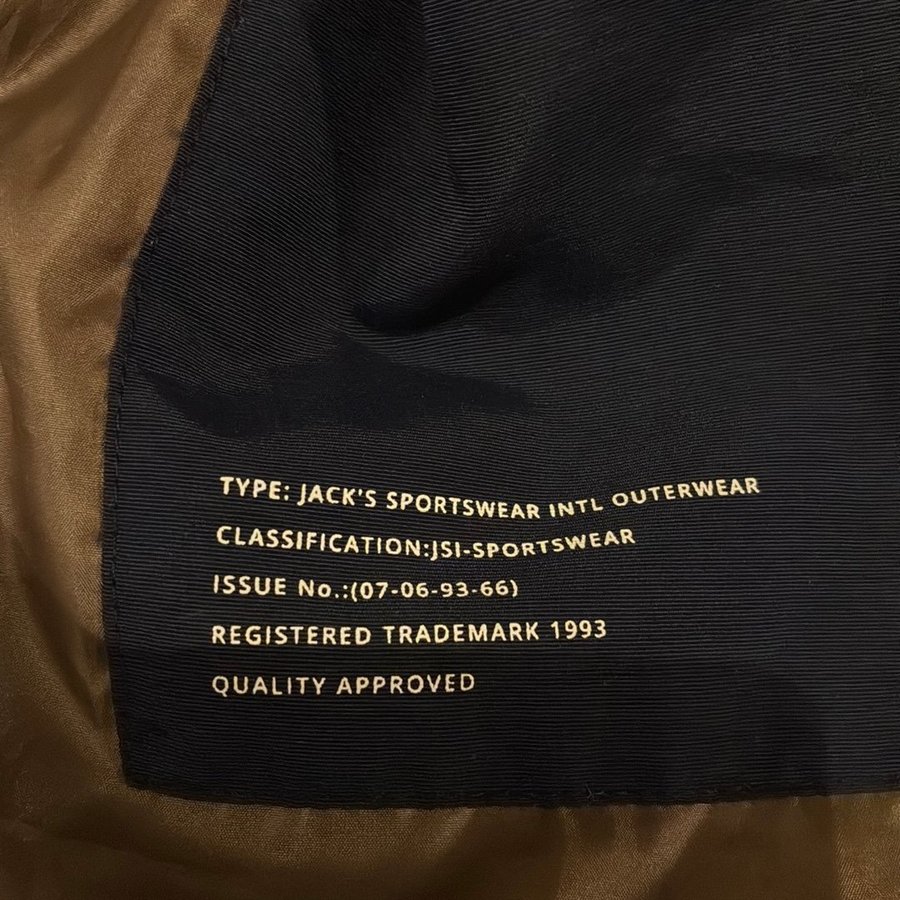 TYPE: JACK'S SPORTSWEAR INTL OUTERWEAR
CLASSIFICATION:JSI-SPORTSWEAR
ISSUE No.:(07-06-93-66)
REGISTERED TRADEMARK 1993
QUALITY APPROVED